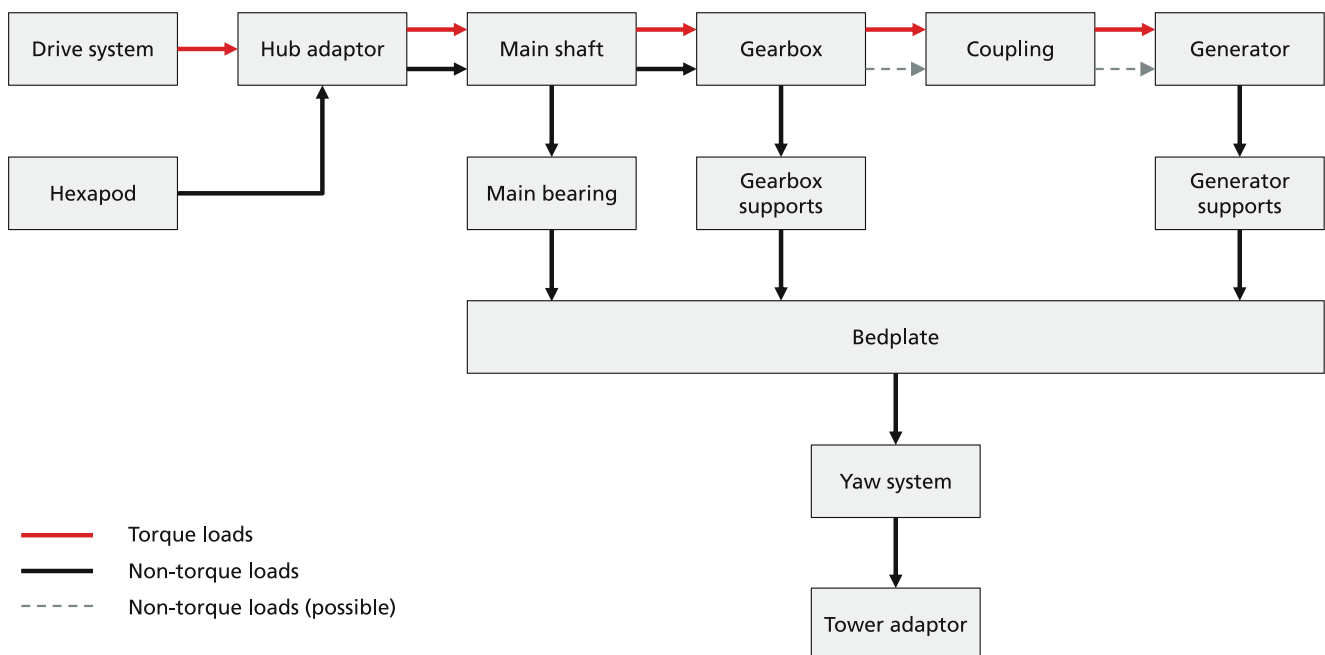 Drive system
Hub adaptor
Main shaft
Gearbox
Coupling
Generator
Hexapod
Main bearing
Gearbox
supports
Generator
supports
Bedplate
Yaw system
Tower adaptor
Torque loads
Non-torque loads
Non-torque loads (possible)